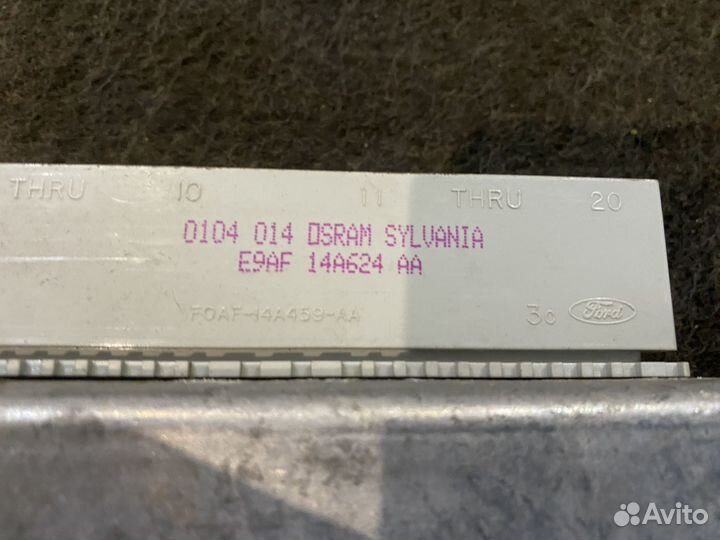 THRU 10 11 THRU 20
0104 014 OSRAM SYLVANIA
E9AF 14A624 AA
F0AF-14A459-AA 3c Ford
Avito